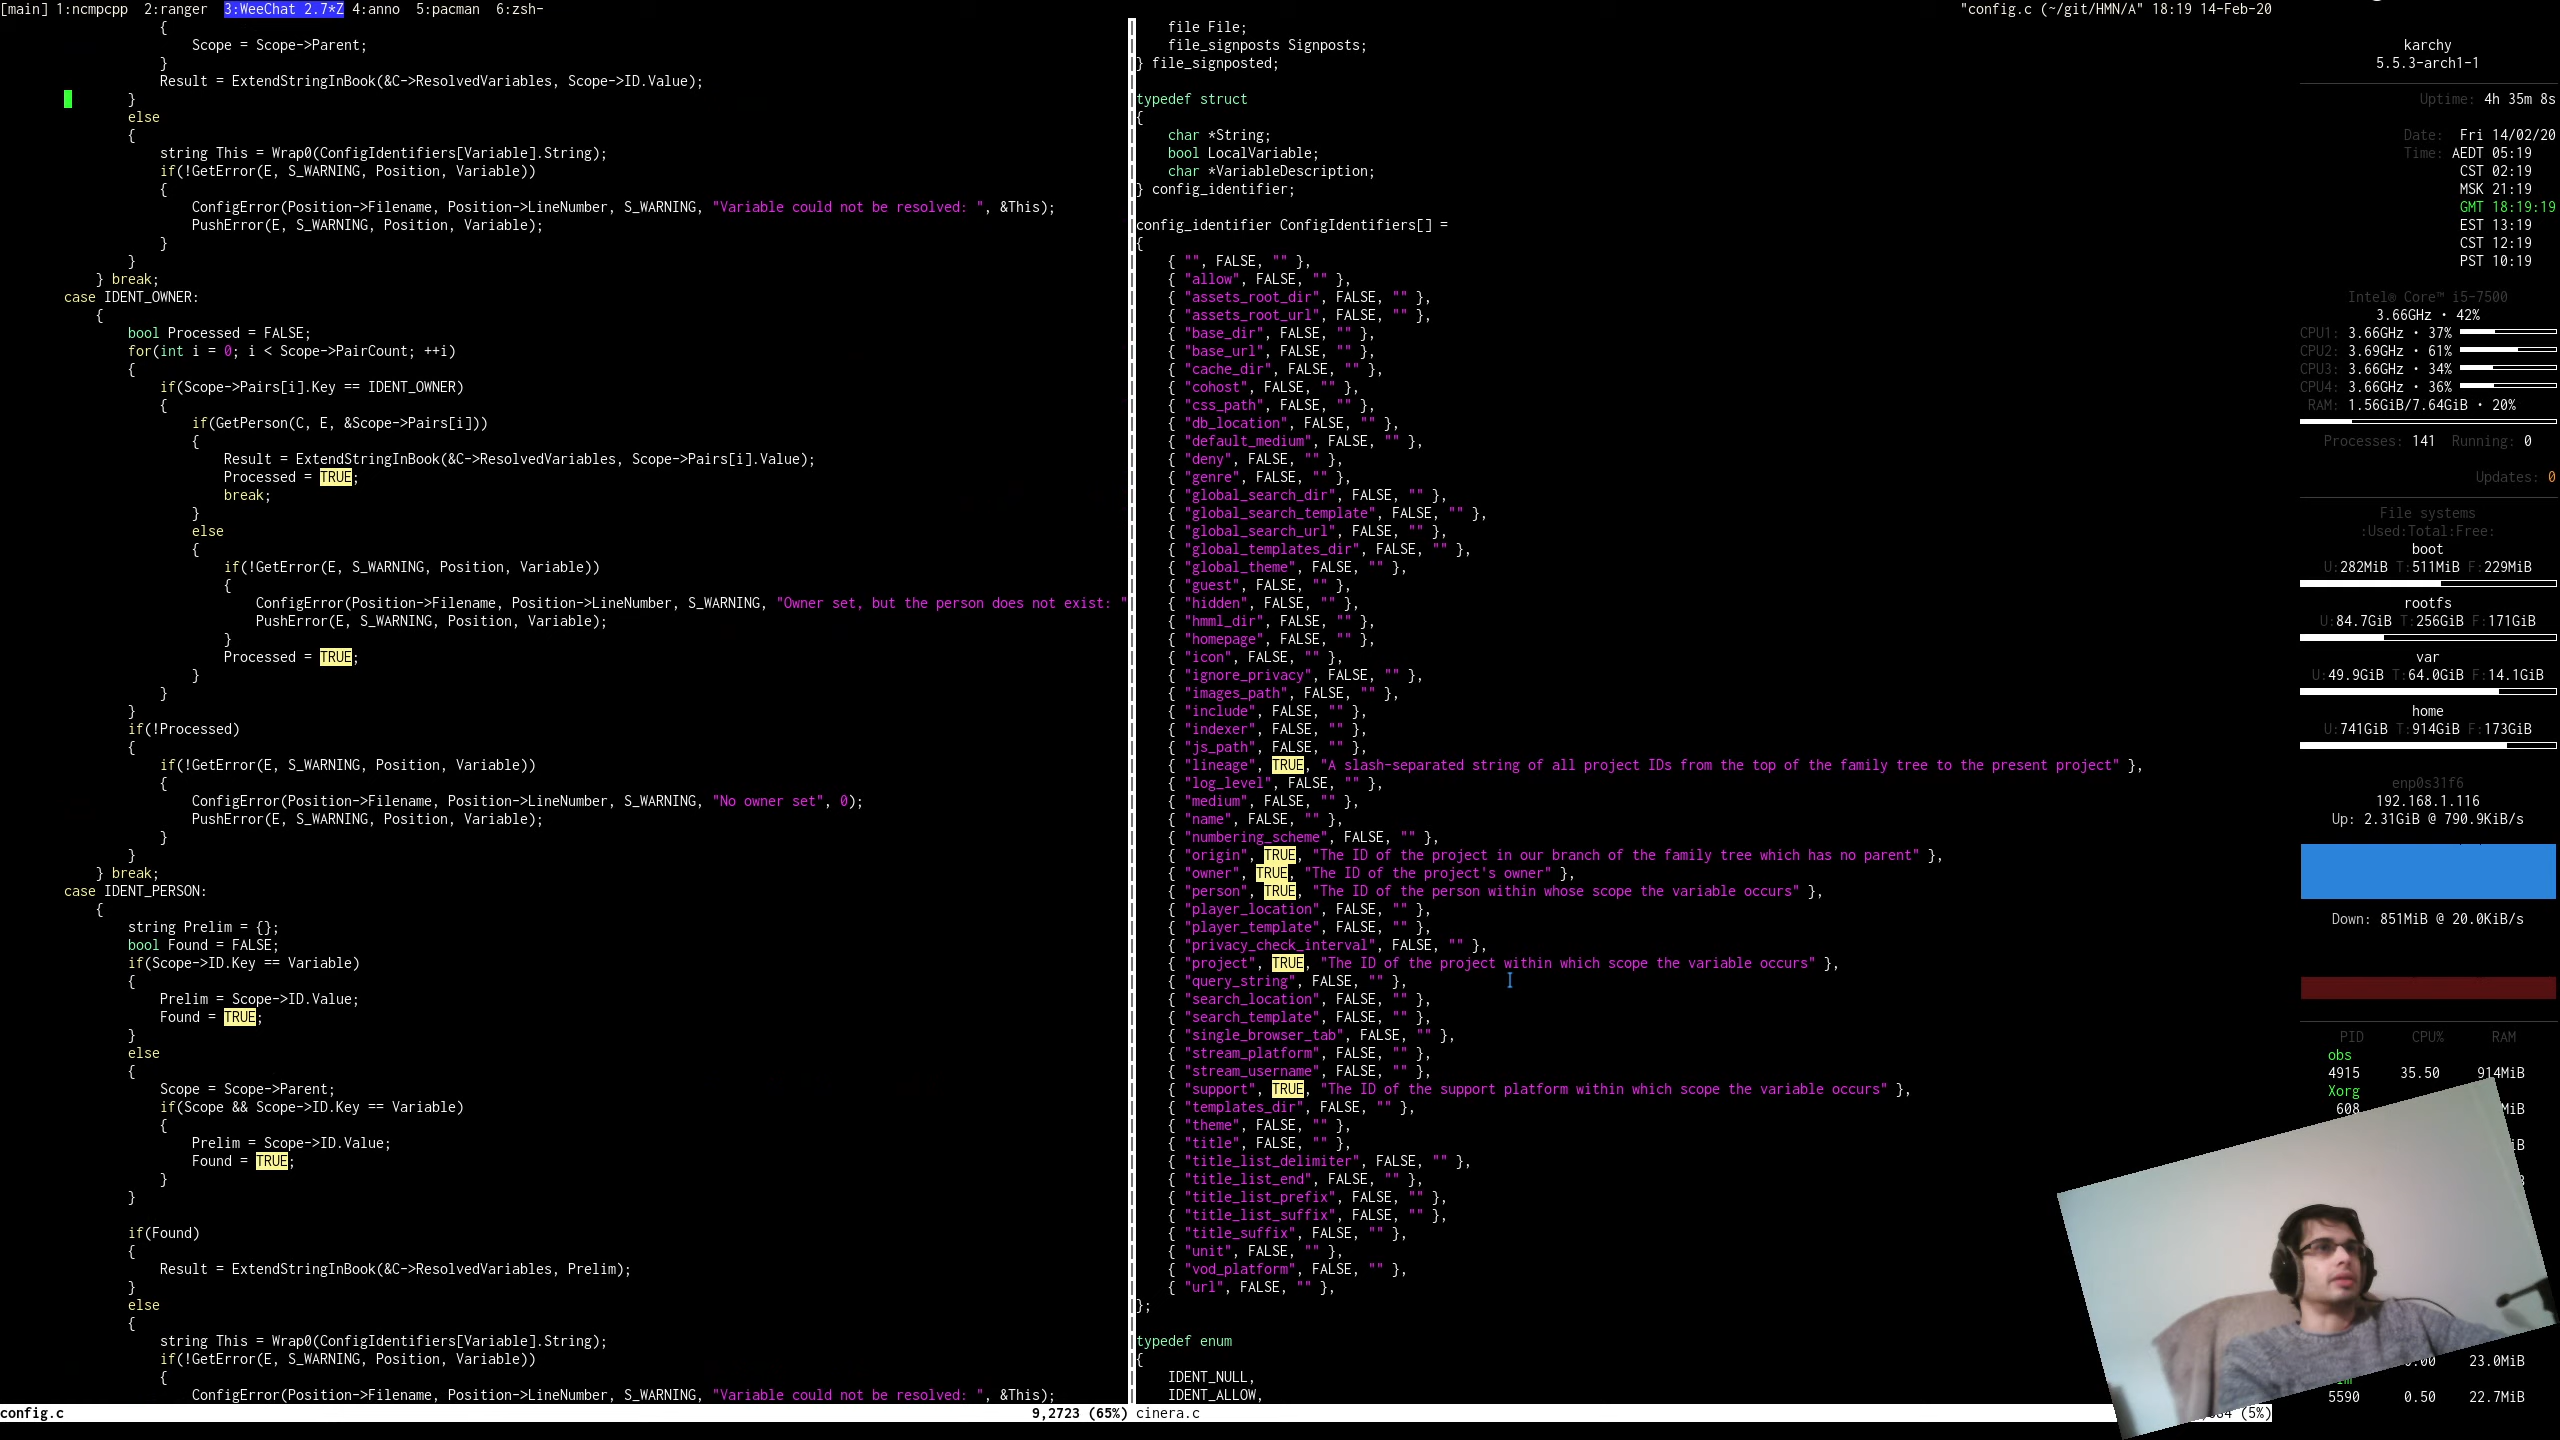 [main] 1:ncmpcpp  2:ranger  3:WeeChat 2.7*Z 4:anno  5:pacman  6:zsh-
"config.c (~/git/HMN/A" 18:19 14-Feb-20
{
Scope = Scope->Parent;
}
Result = ExtendStringInBook(&C->ResolvedVariables, Scope->ID.Value);
}
else
{
string This = Wrap0(ConfigIdentifiers[Variable].String);
if(!GetError(E, S_WARNING, Position, Variable))
{
ConfigError(Position->Filename, Position->LineNumber, S_WARNING, "Variable could not be resolved: ", &This);
PushError(E, S_WARNING, Position, Variable);
}
}
} break;
case IDENT_OWNER:
{
bool Processed = FALSE;
for(int i = 0; i < Scope->PairCount; ++i)
{
if(Scope->Pairs[i].Key == IDENT_OWNER)
{
if(GetPerson(C, E, &Scope->Pairs[i]))
{
Result = ExtendStringInBook(&C->ResolvedVariables, Scope->Pairs[i].Value);
Processed = TRUE;
break;
}
else
{
if(!GetError(E, S_WARNING, Position, Variable))
{
ConfigError(Position->Filename, Position->LineNumber, S_WARNING, "Owner set, but the person does not exist: "
PushError(E, S_WARNING, Position, Variable);
}
Processed = TRUE;
}
}
}
if(!Processed)
{
if(!GetError(E, S_WARNING, Position, Variable))
{
ConfigError(Position->Filename, Position->LineNumber, S_WARNING, "No owner set", 0);
PushError(E, S_WARNING, Position, Variable);
}
}
} break;
case IDENT_PERSON:
{
string Prelim = {};
bool Found = FALSE;
if(Scope->ID.Key == Variable)
{
Prelim = Scope->ID.Value;
Found = TRUE;
}
else
{
Scope = Scope->Parent;
if(Scope && Scope->ID.Key == Variable)
{
Prelim = Scope->ID.Value;
Found = TRUE;
}
}
if(Found)
{
Result = ExtendStringInBook(&C->ResolvedVariables, Prelim);
}
else
{
string This = Wrap0(ConfigIdentifiers[Variable].String);
if(!GetError(E, S_WARNING, Position, Variable))
{
ConfigError(Position->Filename, Position->LineNumber, S_WARNING, "Variable could not be resolved: ", &This);
config.c 9,2723 (65%)
file File;
file_signposts Signposts;
} file_signposted;
typedef struct
{
char *String;
bool LocalVariable;
char *VariableDescription;
} config_identifier;
config_identifier ConfigIdentifiers[] =
{
{ "", FALSE, "" },
{ "allow", FALSE, "" },
{ "assets_root_dir", FALSE, "" },
{ "assets_root_url", FALSE, "" },
{ "base_dir", FALSE, "" },
{ "base_url", FALSE, "" },
{ "cache_dir", FALSE, "" },
{ "cohost", FALSE, "" },
{ "css_path", FALSE, "" },
{ "db_location", FALSE, "" },
{ "default_medium", FALSE, "" },
{ "deny", FALSE, "" },
{ "genre", FALSE, "" },
{ "global_search_dir", FALSE, "" },
{ "global_search_template", FALSE, "" },
{ "global_search_url", FALSE, "" },
{ "global_templates_dir", FALSE, "" },
{ "global_theme", FALSE, "" },
{ "guest", FALSE, "" },
{ "hidden", FALSE, "" },
{ "hmml_dir", FALSE, "" },
{ "homepage", FALSE, "" },
{ "icon", FALSE, "" },
{ "ignore_privacy", FALSE, "" },
{ "images_path", FALSE, "" },
{ "include", FALSE, "" },
{ "indexer", FALSE, "" },
{ "js_path", FALSE, "" },
{ "lineage", TRUE, "A slash-separated string of all project IDs from the top of the family tree to the present project" },
{ "log_level", FALSE, "" },
{ "medium", FALSE, "" },
{ "name", FALSE, "" },
{ "numbering_scheme", FALSE, "" },
{ "origin", TRUE, "The ID of the project in our branch of the family tree which has no parent" },
{ "owner", TRUE, "The ID of the project's owner" },
{ "person", TRUE, "The ID of the person within whose scope the variable occurs" },
{ "player_location", FALSE, "" },
{ "player_template", FALSE, "" },
{ "privacy_check_interval", FALSE, "" },
{ "project", TRUE, "The ID of the project within which scope the variable occurs" },
{ "query_string", FALSE, "" },
{ "search_location", FALSE, "" },
{ "search_template", FALSE, "" },
{ "single_browser_tab", FALSE, "" },
{ "stream_platform", FALSE, "" },
{ "stream_username", FALSE, "" },
{ "support", TRUE, "The ID of the support platform within which scope the variable occurs" },
{ "templates_dir", FALSE, "" },
{ "theme", FALSE, "" },
{ "title", FALSE, "" },
{ "title_list_delimiter", FALSE, "" },
{ "title_list_end", FALSE, "" },
{ "title_list_prefix", FALSE, "" },
{ "title_list_suffix", FALSE, "" },
{ "title_suffix", FALSE, "" },
{ "unit", FALSE, "" },
{ "vod_platform", FALSE, "" },
{ "url", FALSE, "" },
};
typedef enum
{
IDENT_NULL,
IDENT_ALLOW,
cinera.c (5%)
karchy
5.5.3-arch1-1
Uptime: 4h 35m 8s
Date: Fri 14/02/20
Time: AEDT 05:19
CST 02:19
MSK 21:19
GMT 18:19:19
EST 13:19
CST 12:19
PST 10:19
Intel® Core™ i5-7500
3.66GHz • 42%
CPU1: 3.66GHz • 37%
CPU2: 3.69GHz • 61%
CPU3: 3.66GHz • 34%
CPU4: 3.66GHz • 36%
RAM: 1.56GiB/7.64GiB • 20%
Processes: 141 Running: 0
Updates: 0
File systems
:Used:Total:Free:
boot
U:282MiB T:511MiB F:229MiB
rootfs
U:84.7GiB T:256GiB F:171GiB
var
U:49.9GiB T:64.0GiB F:14.1GiB
home
U:741GiB T:914GiB F:173GiB
enp0s31f6
192.168.1.116
Up: 2.31GiB @ 790.9KiB/s
Down: 851MiB @ 20.0KiB/s
PID CPU% RAM
obs
4915 35.50 914MiB
Xorg
608
23.0MiB
5590 0.50 22.7MiB